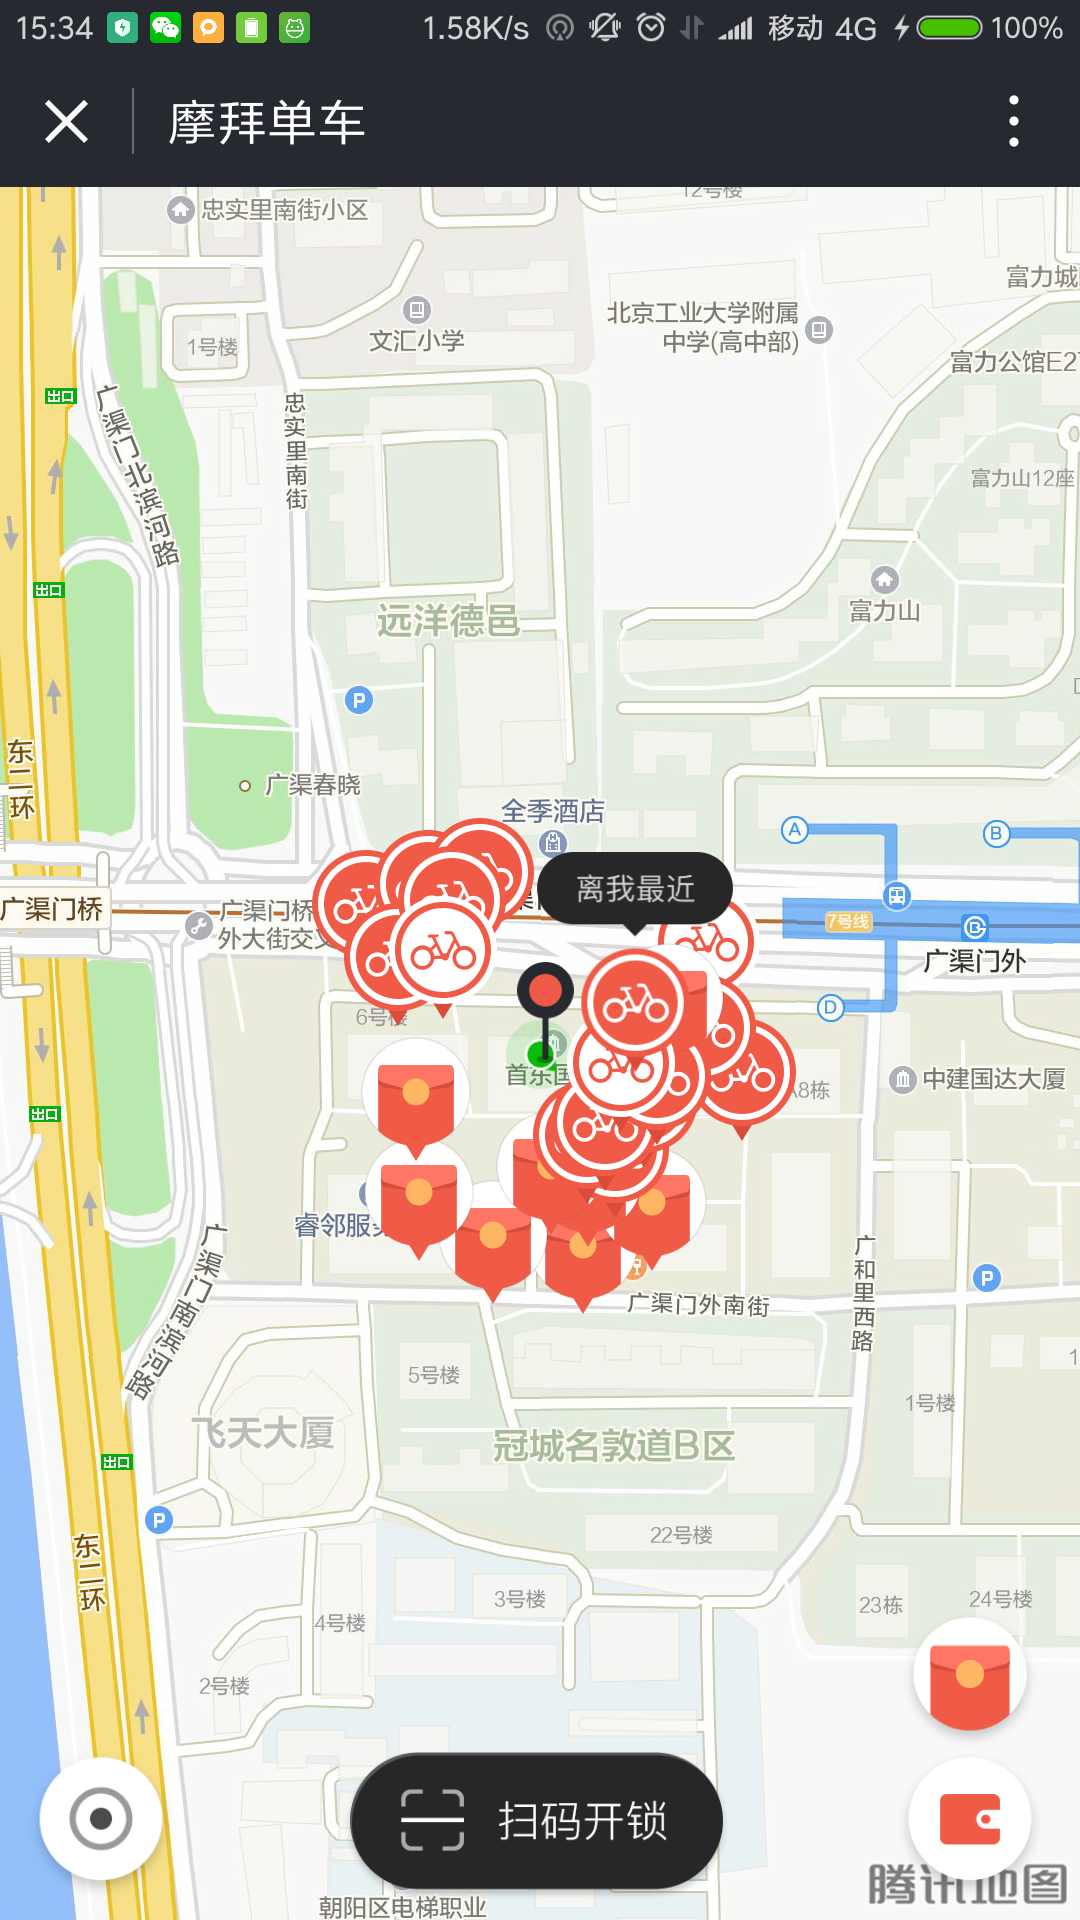 15:34
1.58K/s
移动 4G
100%
摩拜单车
12号楼
忠实里南街小区
富力城
文汇小学
北京工业大学附属
中学(高中部)
1号楼
富力公馆E2
出口
广渠门北滨河路
忠实里南街
富力山12座
出口
富力山
远洋德邑
P
东二环
广渠春晓
全季酒店
A
B
离我最近
广渠门桥
广渠门桥
外大街交
7号线
广渠门外
D
6号楼
首东国
A8栋
中建国达大厦
出口
睿邻服务
广渠门南滨河路
广和里西路
P
广渠门外南街
5号楼
1号楼
飞天大厦
冠城名敦道B区
出口
P
22号楼
东二环
3号楼
23栋
24号楼
4号楼
2号楼
扫码开锁
腾讯地图
朝阳区电梯职业